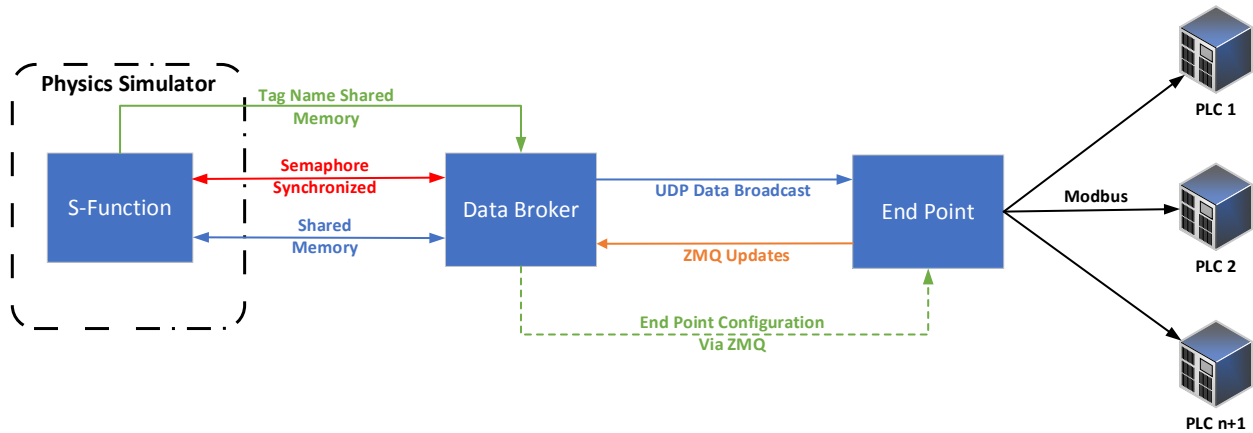 Physics Simulator
Tag Name Shared
Memory
Semaphore
Synchronized
S-Function
Shared
Memory
Data Broker
UDP Data Broadcast
ZMQ Updates
End Point Configuration
Via ZMQ
End Point
Modbus
PLC 1
PLC 2
PLC n+1